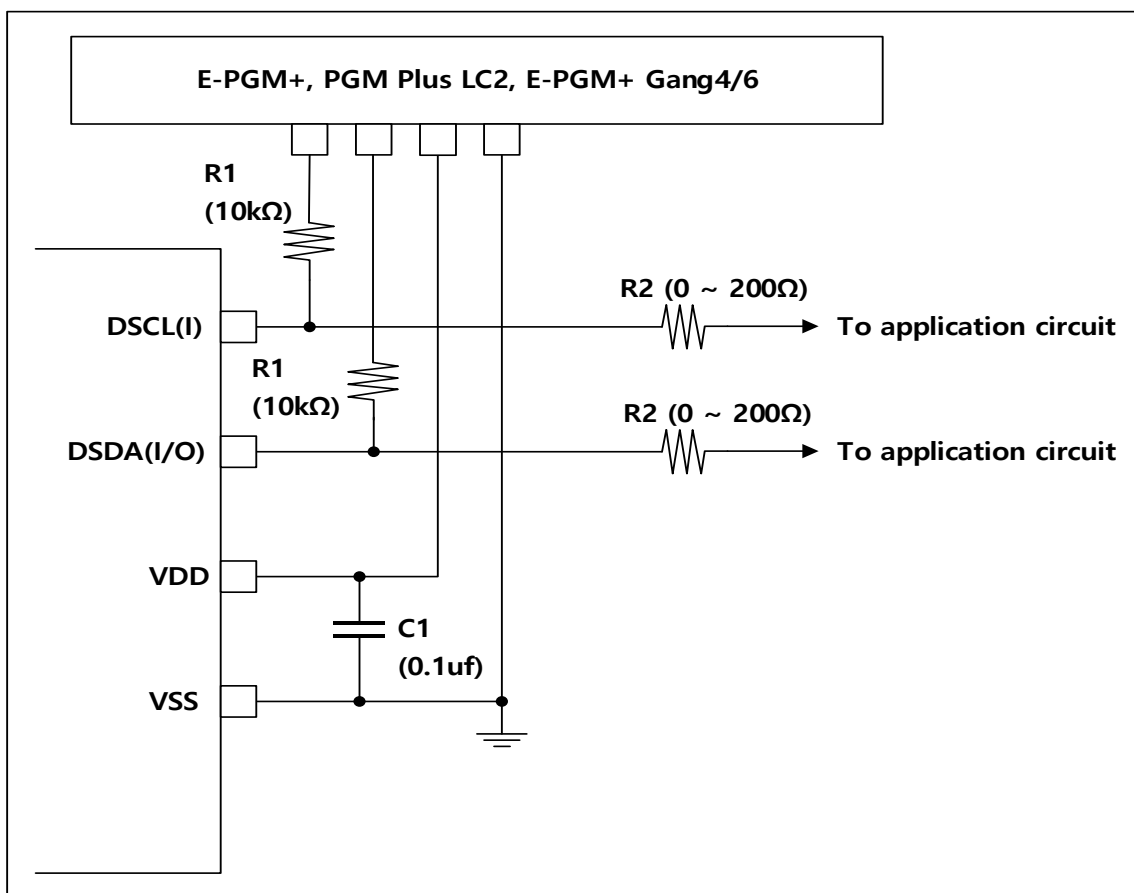 E-PGM+, PGM Plus LC2, E-PGM+ Gang4/6
R1
(10kΩ)
R2 (0 ~ 200Ω)
DSCL(I)
To application circuit
R1
(10kΩ)
R2 (0 ~ 200Ω)
DSDA(I/O)
To application circuit
VDD
C1
(0.1uf)
VSS